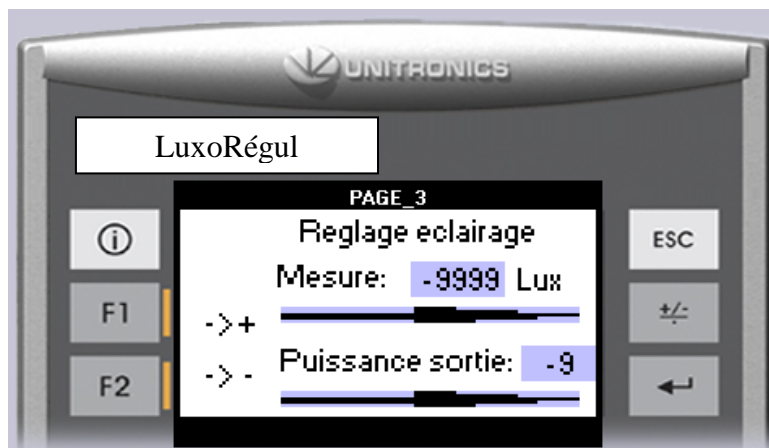 UNITRONICS
LuxoRégul
PAGE_3
Reglage eclairage
Mesure: -9999 Lux
->+
Puissance sortie: -9
->-
i
F1
F2
ESC
+/-